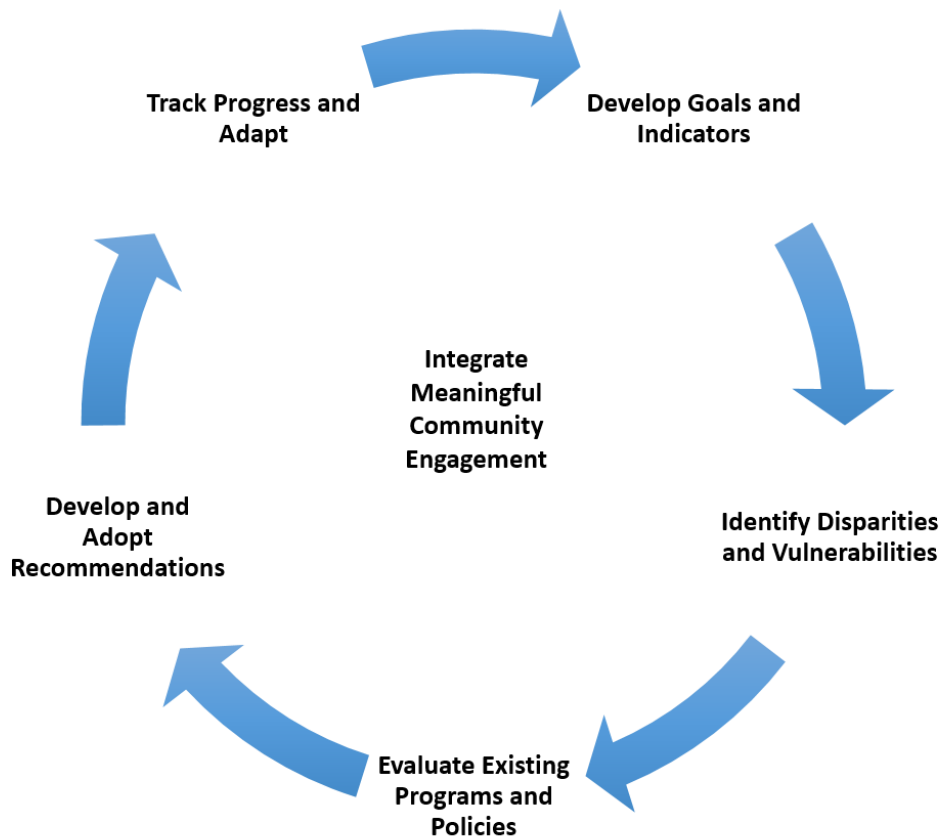 Track Progress and
Adapt
Develop Goals and
Indicators
Integrate
Meaningful
Community
Engagement
Develop and
Adopt
Recommendations
Identify Disparities
and Vulnerabilities
Evaluate Existing
Programs and
Policies